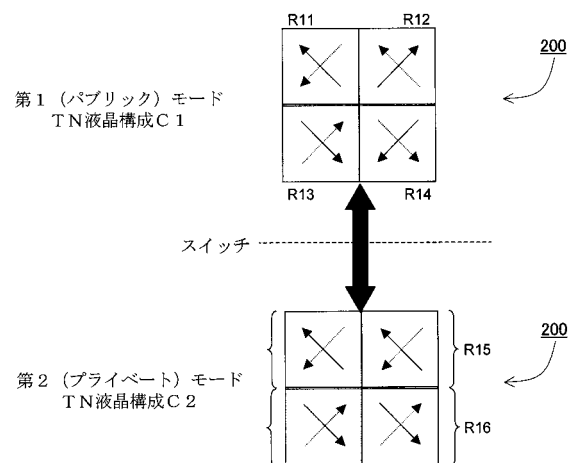 R11 R12
200
第1（パブリック）モード
TN液晶構成C1
R13 R14
スイッチ
200
R15
第2（プライベート）モード
TN液晶構成C2
R16